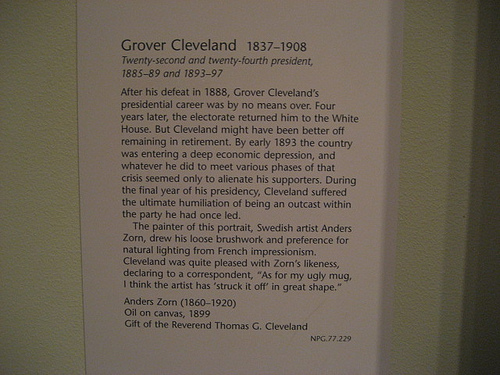 Grover Cleveland 1837–1908
Twenty-second and twenty-fourth president,
1885–89 and 1893–97
After his defeat in 1888, Grover Cleveland's
presidential career was by no means over. Four
years later, the electorate returned him to the White
House. But Cleveland might have been better off
remaining in retirement. By early 1893 the country
was entering a deep economic depression, and
whatever he did to meet various phases of that
crisis seemed only to alienate his supporters. During
the final year of his presidency, Cleveland suffered
the ultimate humiliation of being an outcast within
the party he had once led.
The painter of this portrait, Swedish artist Anders
Zorn, drew his loose brushwork and preference for
natural lighting from French impressionism.
Cleveland was quite pleased with Zorn's likeness,
declaring to a correspondent, "As for my ugly mug,
I think the artist has 'struck it off' in great shape."
Anders Zorn (1860–1920)
Oil on canvas, 1899
Gift of the Reverend Thomas G. Cleveland
NPG.77.229